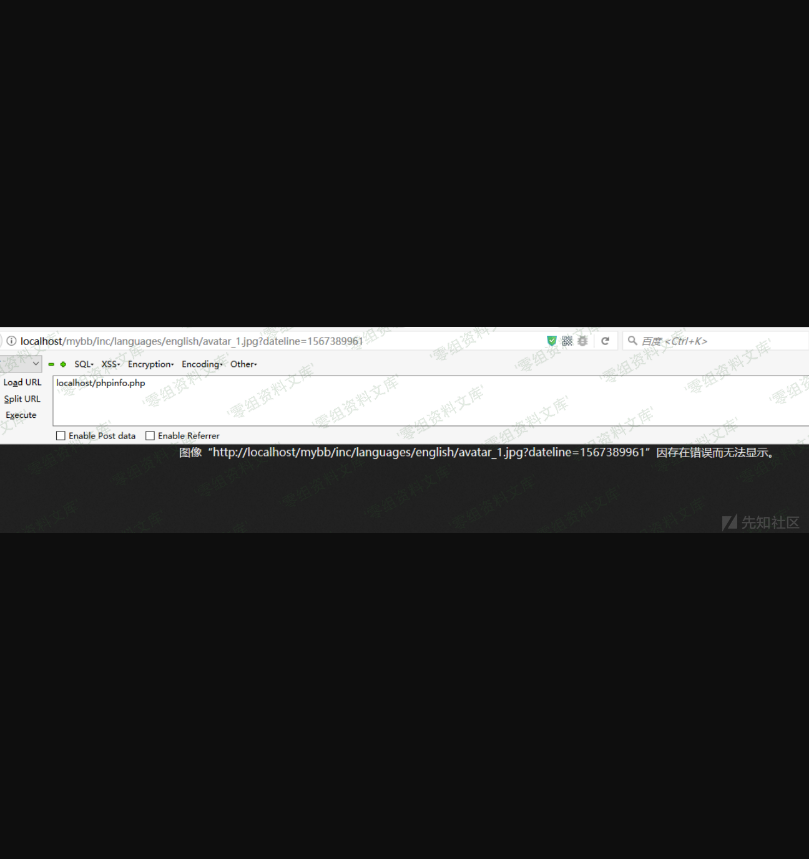 localhost/mybb/inc/languages/english/avatar_1.jpg?dateline=1567389961
百度 <Ctrl+K>
SQL· XSS· Encryption· Encoding· Other·
Load URL
localhost/phpinfo.php
Split URL
Execute
Enable Post data Enable Referrer
图像“http://localhost/mybb/inc/languages/english/avatar_1.jpg?dateline=1567389961”因存在错误而无法显示。
'零组资料文库'
先知社区